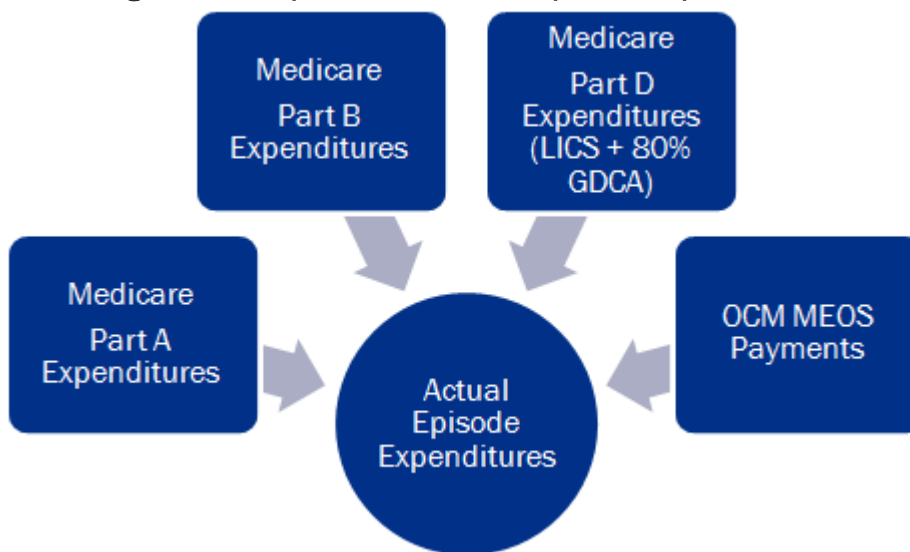 Medicare
Part B
Expenditures
Medicare
Part D
Expenditures
(LICS + 80%
GDCA)
Medicare
Part A
Expenditures
OCM MEOS
Payments
Actual
Episode
Expenditures